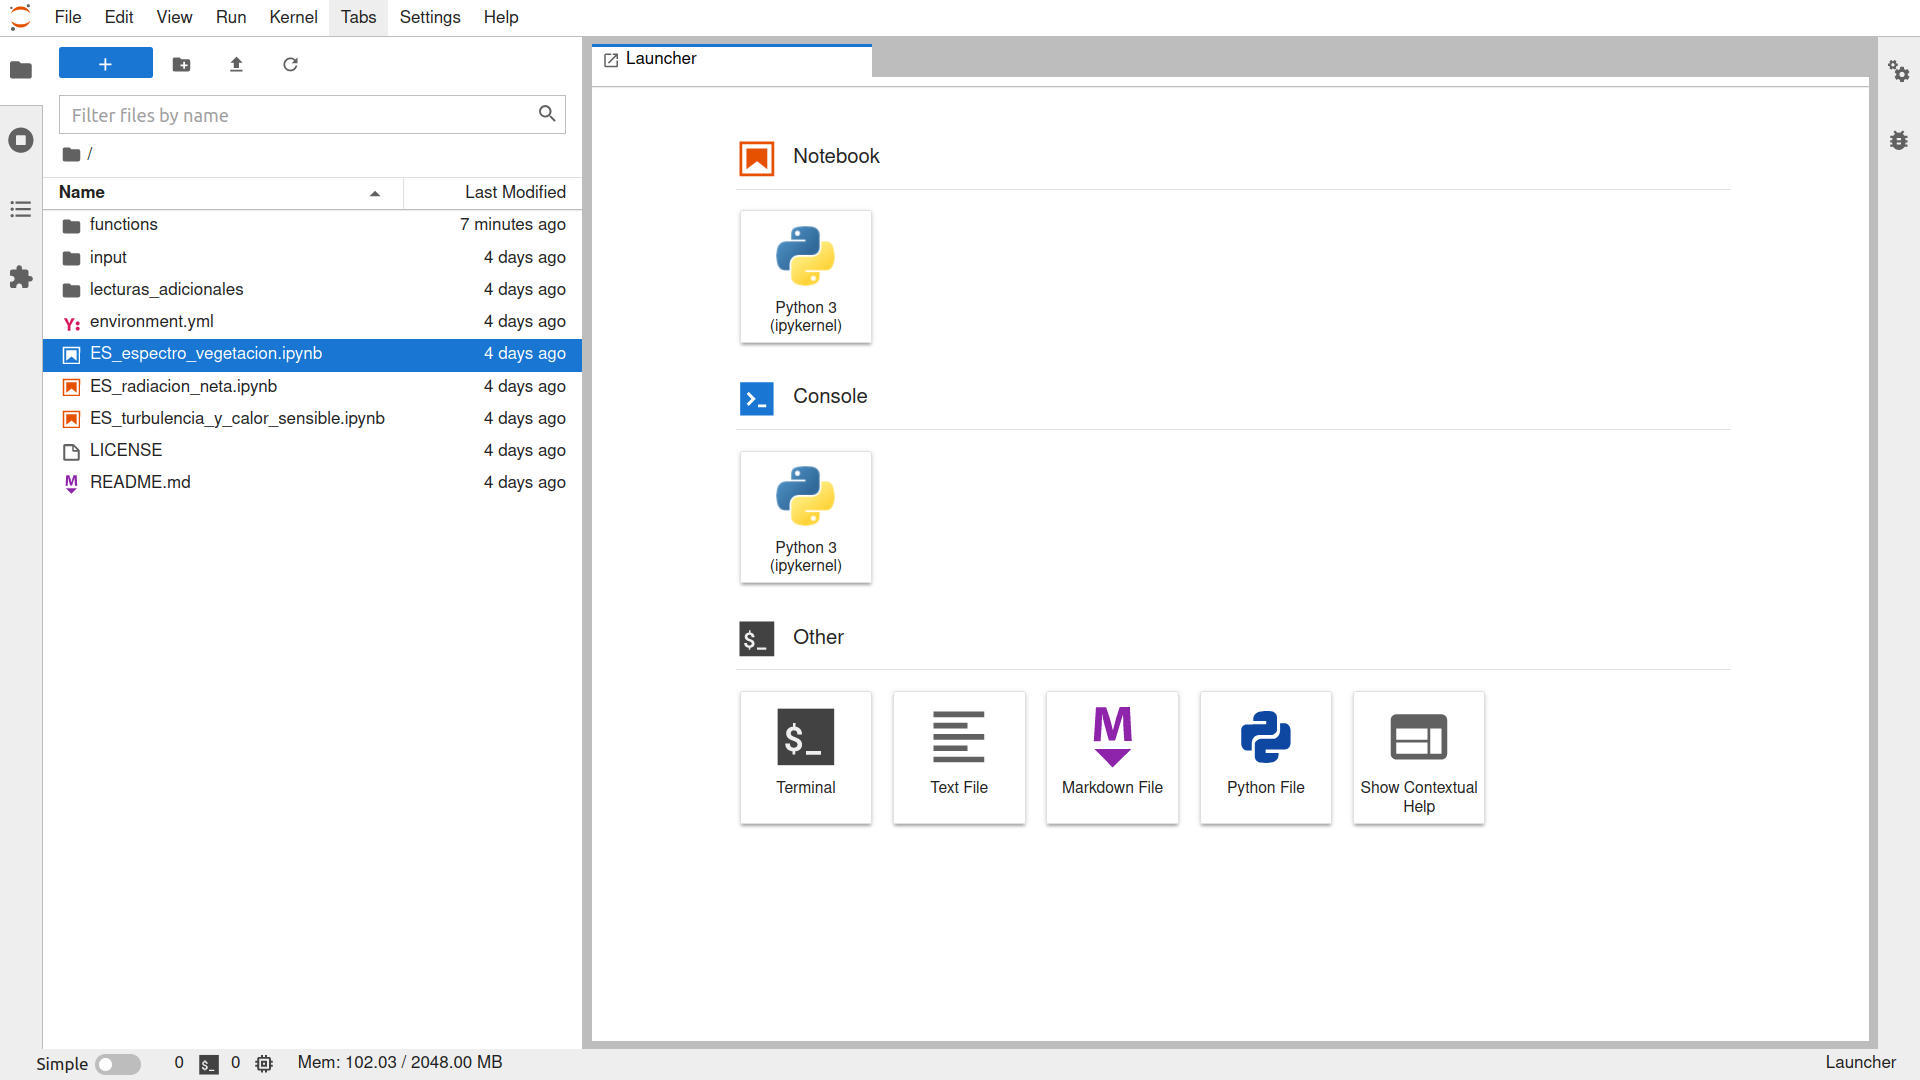 File Edit View Run Kernel Tabs Settings Help
+
Filter files by name
/
Name Last Modified
functions 7 minutes ago
input 4 days ago
lecturas_adicionales 4 days ago
Y: environment.yml 4 days ago
ES_espectro_vegetacion.ipynb 4 days ago
ES_radiacion_neta.ipynb 4 days ago
ES_turbulencia_y_calor_sensible.ipynb 4 days ago
LICENSE 4 days ago
M README.md 4 days ago
Launcher
Notebook
Python 3
(ipykernel)
>_ Console
Python 3
(ipykernel)
$_ Other
$_
Terminal
Text File
M
Markdown File
Python File
Show Contextual
Help
Simple 0 $_ 0 Mem: 102.03 / 2048.00 MB Launcher